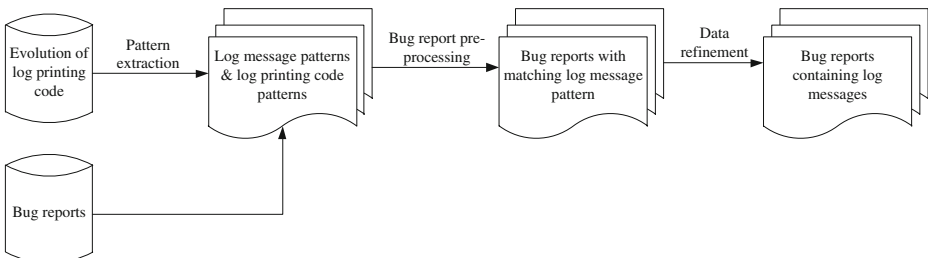 Evolution of
log printing
code
Pattern
extraction
Log message patterns
& log printing code
patterns
Bug report pre-
processing
Bug reports with
matching log message
pattern
Data
refinement
Bug reports
containing log
messages
Bug reports